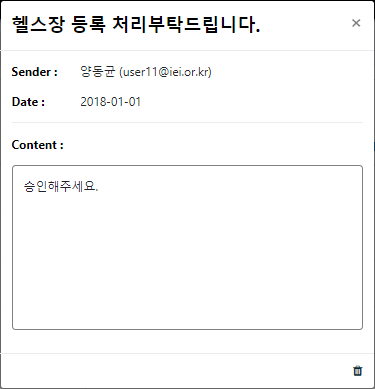 헬스장 등록 처리부탁드립니다.
×
Sender : 양동균 (user11@iei.or.kr)
Date : 2018-01-01
Content :
승인해주세요.